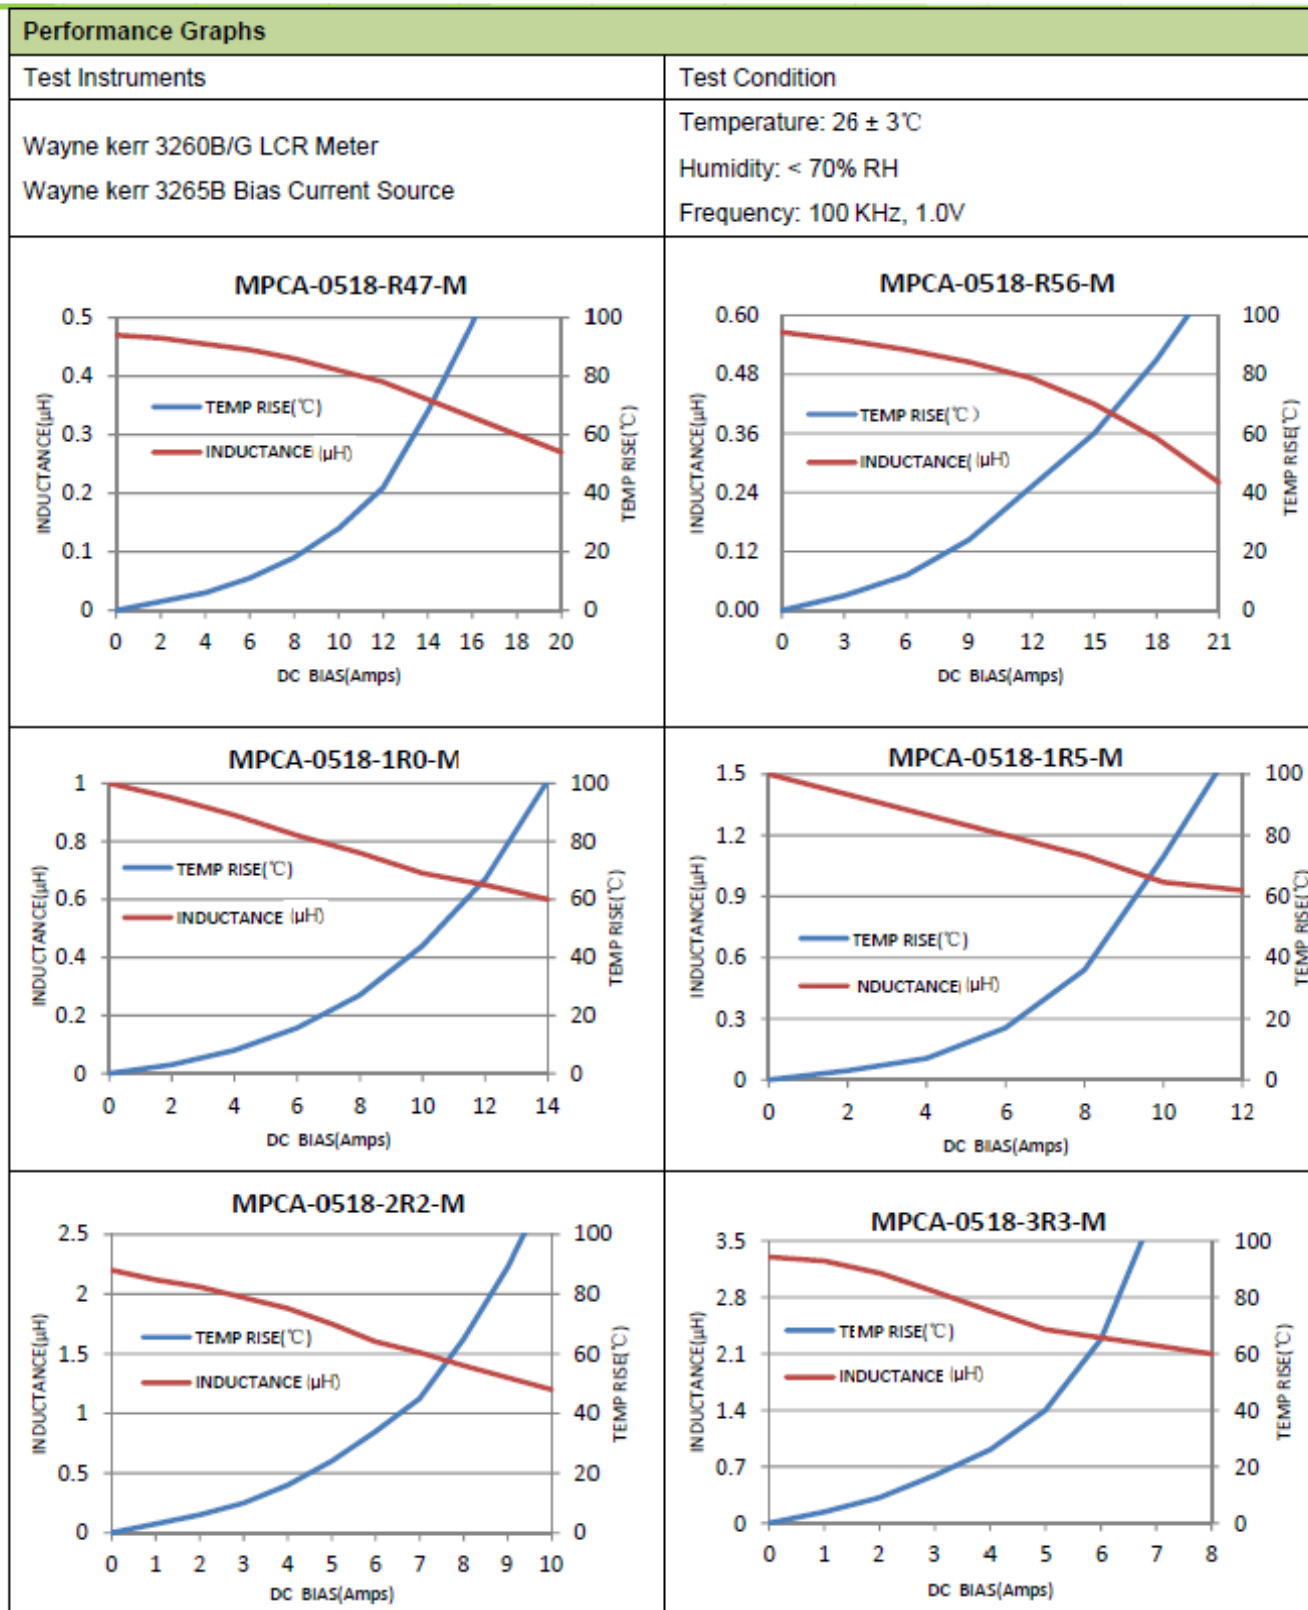 Performance Graphs
Test Instruments
Test Condition
Wayne kerr 3260B/G LCR Meter
Wayne kerr 3265B Bias Current Source
Temperature: 26 ± 3℃
Humidity: < 70% RH
Frequency: 100 KHz, 1.0V
MPCA-0518-R47-M
INDUCTANCE(µH)
0.5
0.4
0.3
0.2
0.1
0
TEMP RISE(℃)
INDUCTANCE(µH)
100
80
60
40
20
0
TEMP RISE(℃)
0 2 4 6 8 10 12 14 16 18 20
DC BIAS(Amps)
MPCA-0518-R56-M
INDUCTANCE(µH)
0.60
0.48
0.36
0.24
0.12
0.00
TEMP RISE(℃)
INDUCTANCE((µH)
100
80
60
40
20
0
TEMP RISE(℃)
0 3 6 9 12 15 18 21
DC BIAS(Amps)
MPCA-0518-1R0-M
INDUCTANCE(µH)
1
0.8
0.6
0.4
0.2
0
TEMP RISE(℃)
INDUCTANCE (µH)
100
80
60
40
20
0
TEMP RISE(℃)
0 2 4 6 8 10 12 14
DC BIAS(Amps)
MPCA-0518-1R5-M
INDUCTANCE(µH)
1.5
1.2
0.9
0.6
0.3
0
TEMP RISE(℃)
NDUCTANCE(µH)
100
80
60
40
20
0
TEMP RISE(℃)
0 2 4 6 8 10 12
DC BIAS(Amps)
MPCA-0518-2R2-M
INDUCTANCE(µH)
2.5
2
1.5
1
0.5
0
TEMP RISE(℃)
INDUCTANCE (µH)
100
80
60
40
20
0
TEMP RISE(℃)
0 1 2 3 4 5 6 7 8 9 10
DC BIAS(Amps)
MPCA-0518-3R3-M
INDUCTANCE(µH)
3.5
2.8
2.1
1.4
0.7
0
TEMP RISE(℃)
INDUCTANCE (µH)
100
80
60
40
20
0
TEMP RISE(℃)
0 1 2 3 4 5 6 7 8
DC BIAS(Amps)